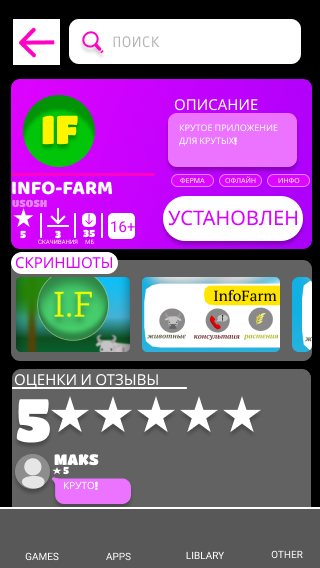 ПОИСК
IF
ОПИСАНИЕ
КРУТОЕ ПРИЛОЖЕНИЕ
ДЛЯ КРУТЫХ!
INFO-FARM
USOSH
ФЕРМА ОФЛАЙН ИНФО
5 3 35 16+
СКАЧИВАНИЯ МБ
УСТАНОВЛЕН
СКРИНШОТЫ
I.F
InfoFarm
животные консультация растения
ОЦЕНКИ И ОТЗЫВЫ
5
MAKS
5
КРУТО!
GAMES APPS LIBLARY OTHER